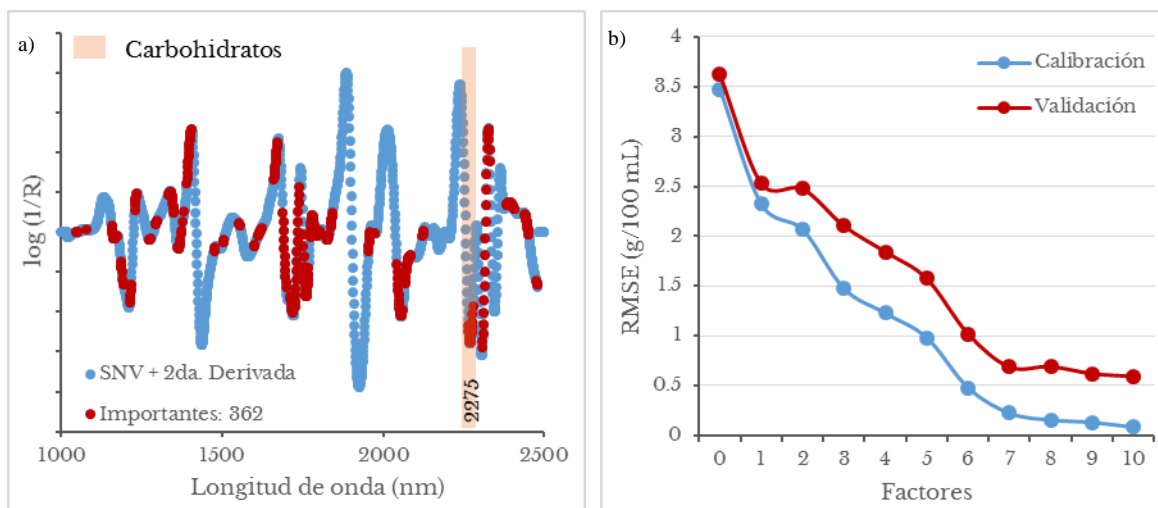 a)
Carbohidratos
log (1/R)
SNV + 2da. Derivada
Importantes: 362
2275
1000
1500
2000
2500
Longitud de onda (nm)
b)
Calibración
Validación
RMSE (g/100 mL)
4
3.5
3
2.5
2
1.5
1
0.5
0
0 1 2 3 4 5 6 7 8 9 10
Factores